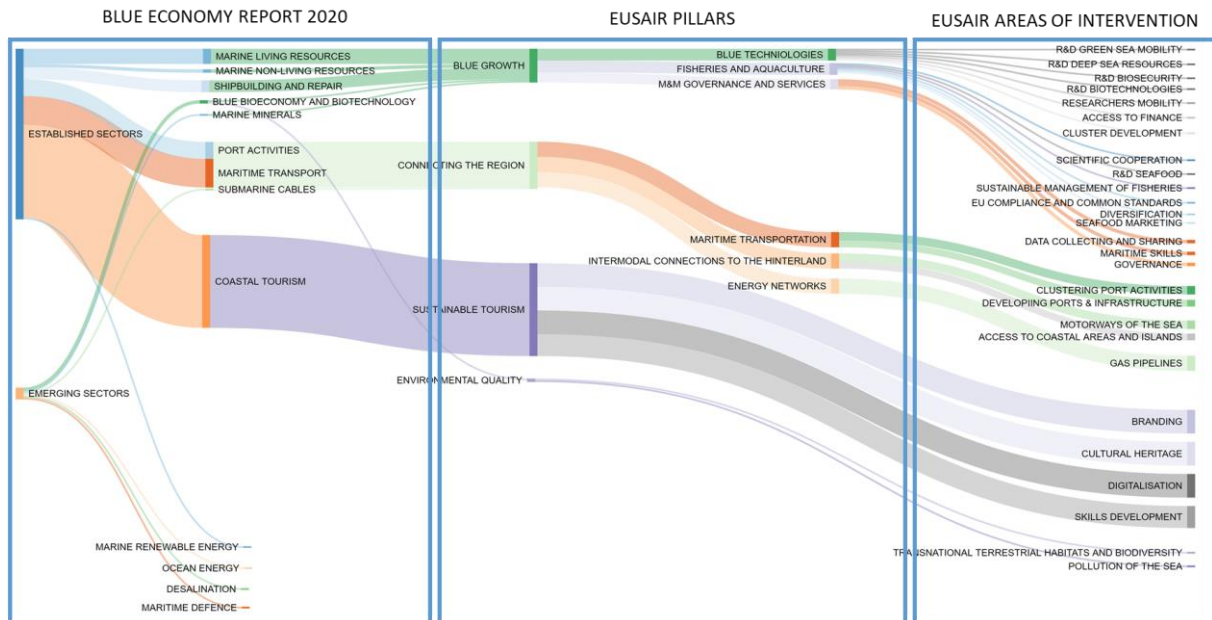 BLUE ECONOMY REPORT 2020
EUSAIR PILLARS
EUSAIR AREAS OF INTERVENTION
ESTABLISHED SECTORS
EMERGING SECTORS
MARINE LIVING RESOURCES
MARINE NON-LIVING RESOURCES
SHIPBUILDING AND REPAIR
BLUE BIOECONOMY AND BIOTECHNOLOGY
MARINE MINERALS
PORT ACTIVITIES
MARITIME TRANSPORT
SUBMARINE CABLES
COASTAL TOURISM
MARINE RENEWABLE ENERGY
OCEAN ENERGY
DESALINATION
MARITIME DEFENCE
BLUE GROWTH
CONNECTING THE REGION
SUSTAINABLE TOURISM
ENVIRONMENTAL QUALITY
BLUE TECHNOLOGIES
FISHERIES AND AQUACULTURE
M&M GOVERNANCE AND SERVICES
MARITIME TRANSPORTATION
INTERMODAL CONNECTIONS TO THE HINTERLAND
ENERGY NETWORKS
R&D GREEN SEA MOBILITY
R&D DEEP SEA RESOURCES
R&D BIOSECURITY
R&D BIOTECHNOLOGIES
RESEARCHERS MOBILITY
ACCESS TO FINANCE
CLUSTER DEVELOPMENT
SCIENTIFIC COOPERATION
R&D SEAFOOD
SUSTAINABLE MANAGEMENT OF FISHERIES
EU COMPLIANCE AND COMMON STANDARDS
DIVERSIFICATION
SEAFOOD MARKETING
DATA COLLECTING AND SHARING
MARITIME SKILLS
GOVERNANCE
CLUSTERING PORT ACTIVITIES
DEVELOPING PORTS & INFRASTRUCTURE
MOTORWAYS OF THE SEA
ACCESS TO COASTAL AREAS AND ISLANDS
GAS PIPELINES
BRANDING
CULTURAL HERITAGE
DIGITALISATION
SKILLS DEVELOPMENT
TRANSNATIONAL TERRESTRIAL HABITATS AND BIODIVERSITY
POLLUTION OF THE SEA